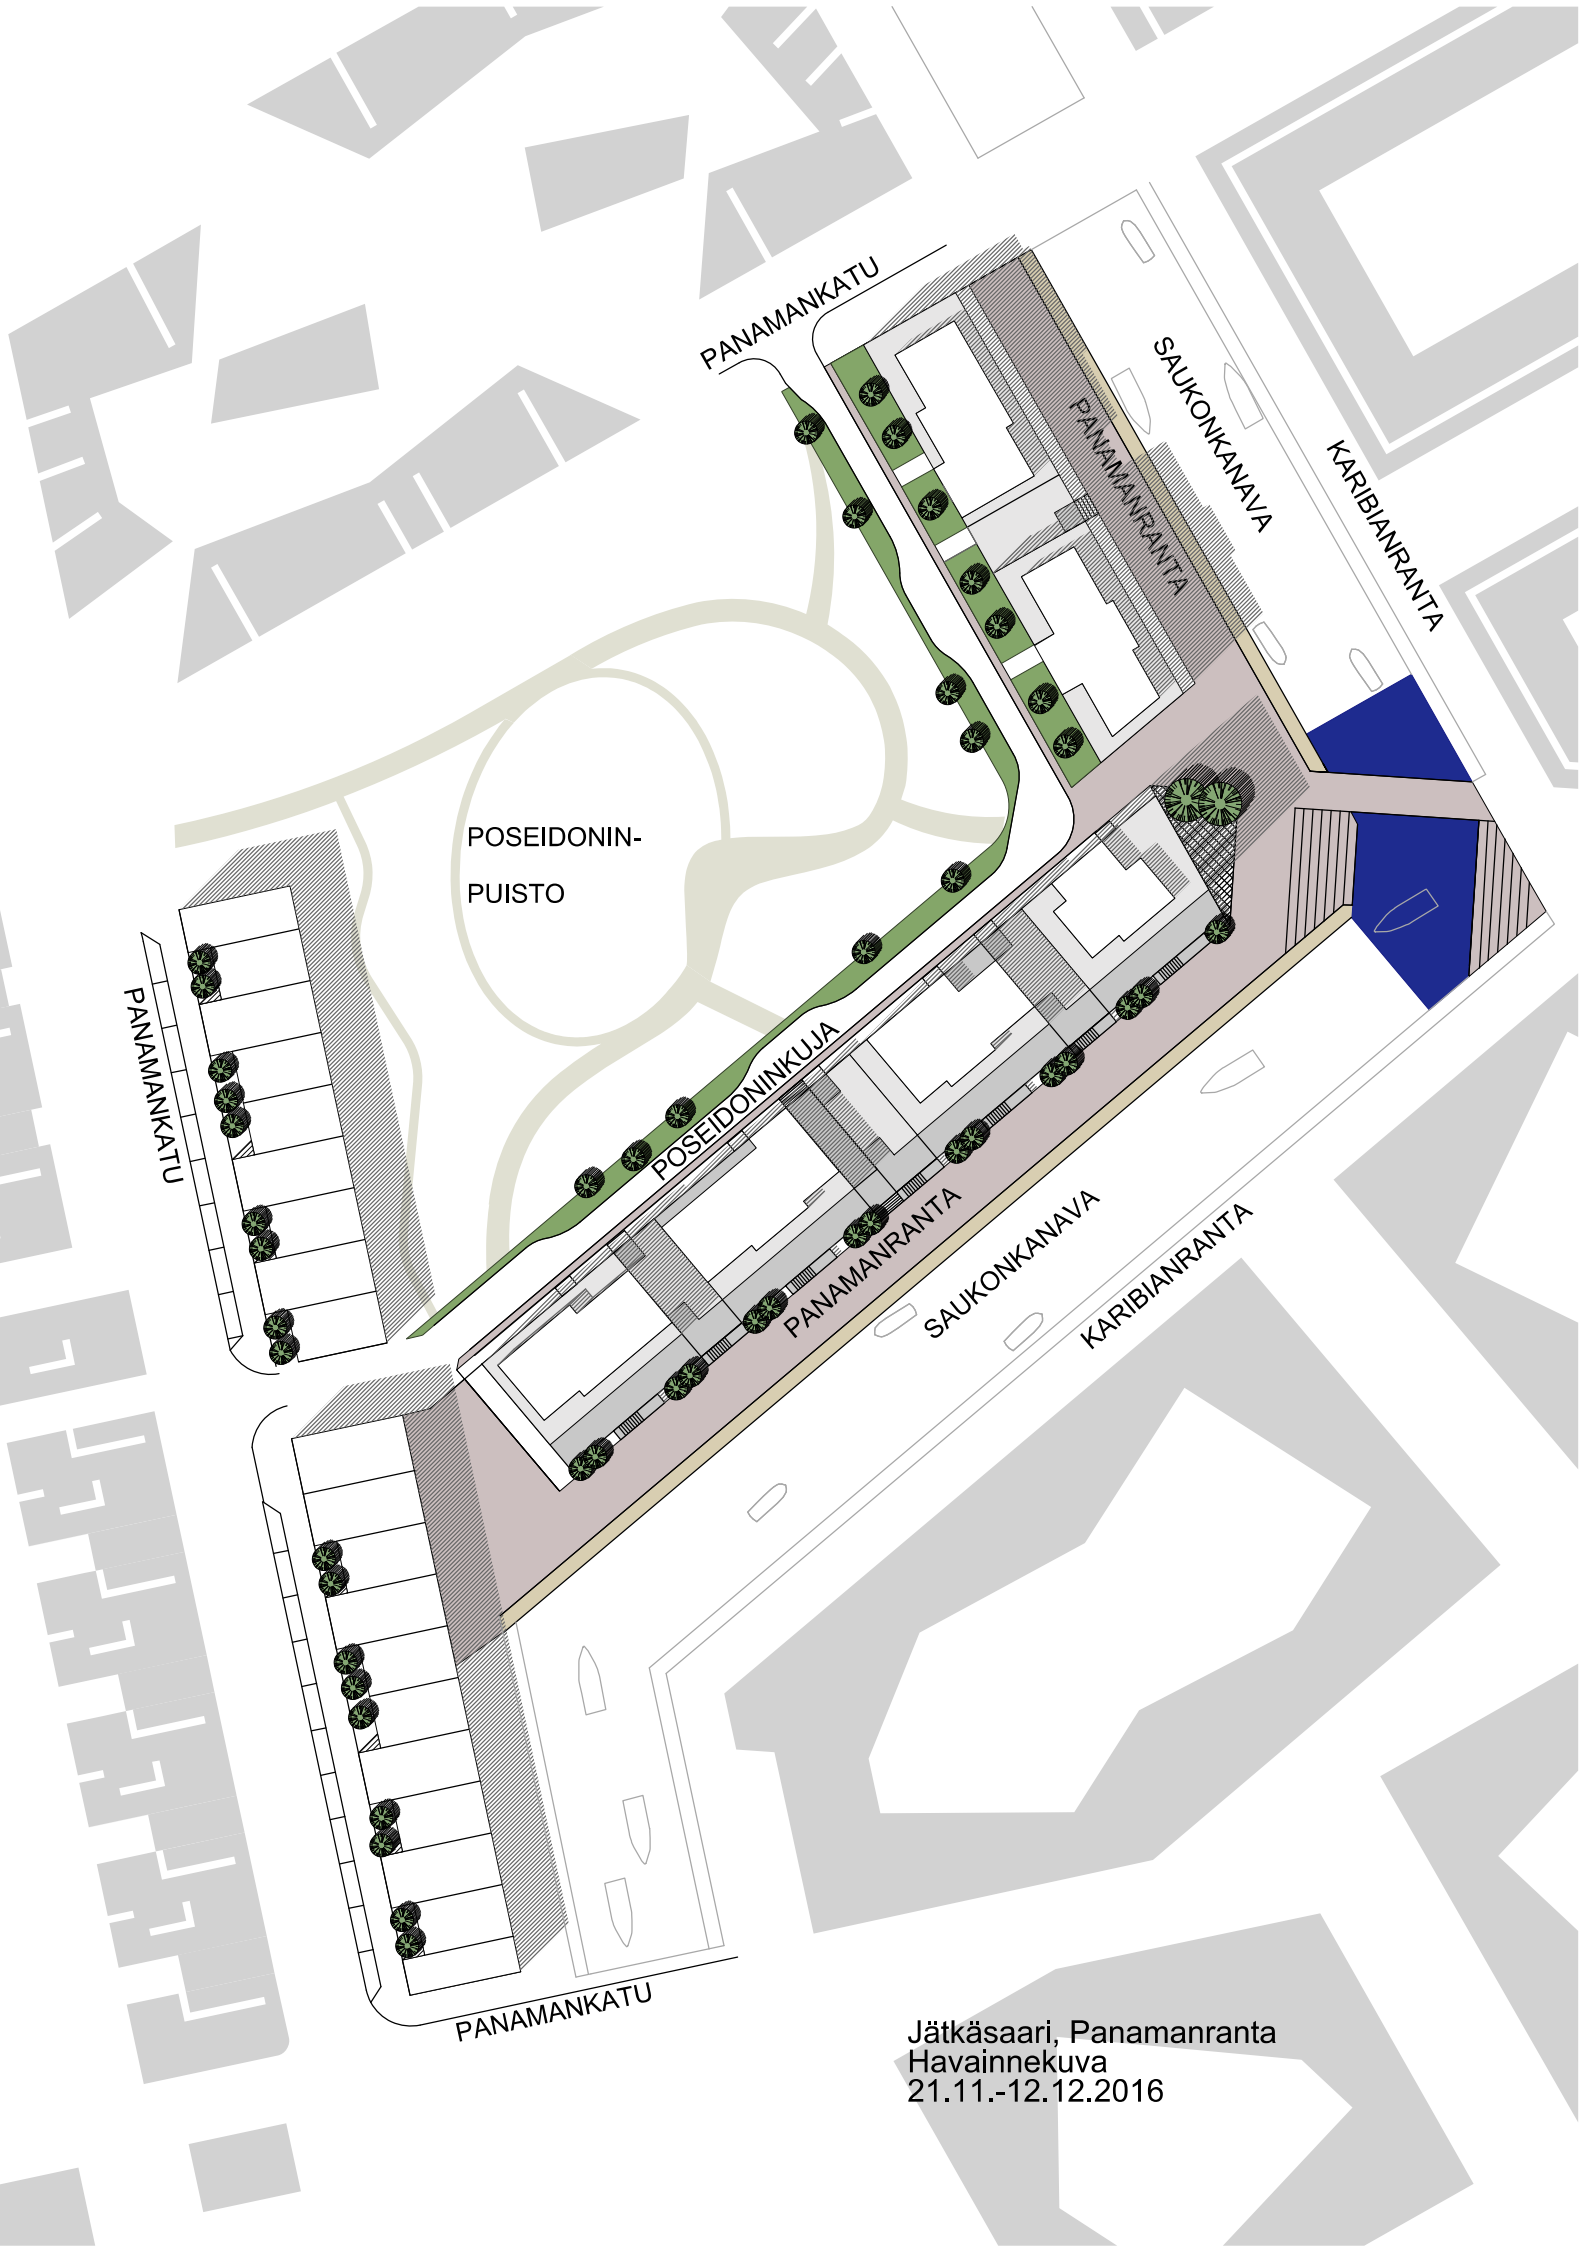 PANAMANKATU
SAUKONKANAVA
PANAMANRANTA
KARIBIANRANTA
POSEIDONIN-
PUISTO
PANAMANKATU
POSEIDONINKUJA
PANAMANRANTA
SAUKONKANAVA
KARIBIANRANTA
PANAMANKATU
Jätkäsaari, Panamanranta
Havainnekuva
21.11.-12.12.2016